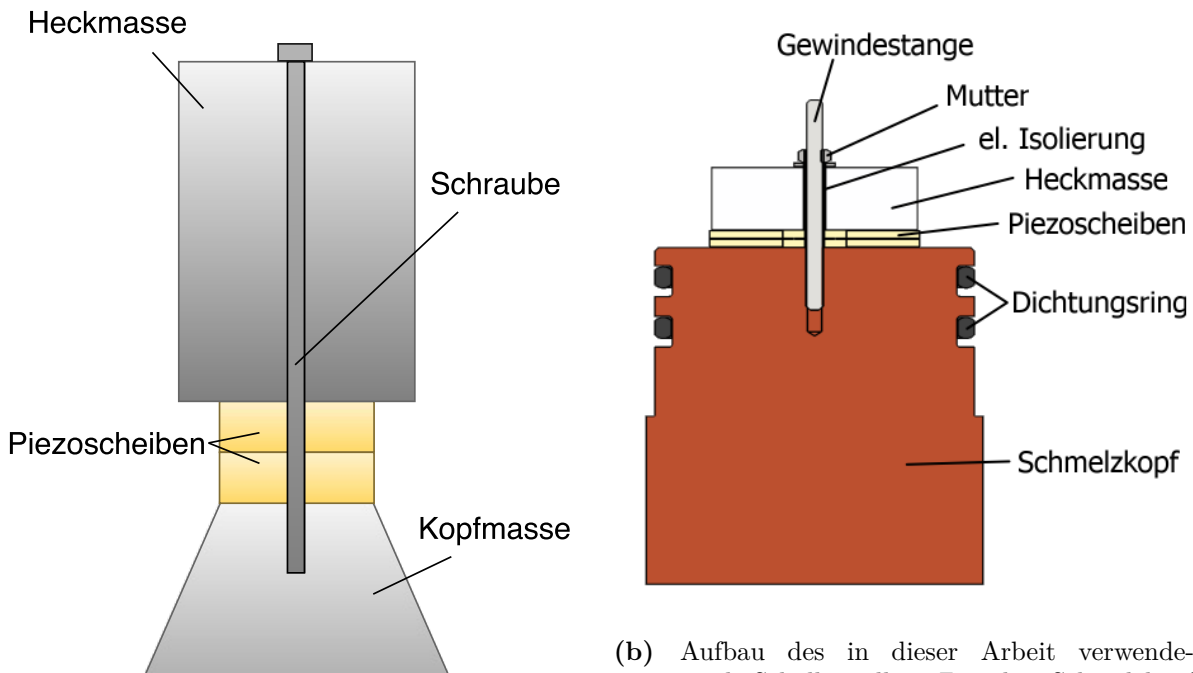 Heckmasse
Schraube
Piezoscheiben
Kopfmasse
Gewindestange
Mutter
el. Isolierung
Heckmasse
Piezoscheiben
Dichtungsring
Schmelzkopf
(b) Aufbau des in dieser Arbeit verwende-